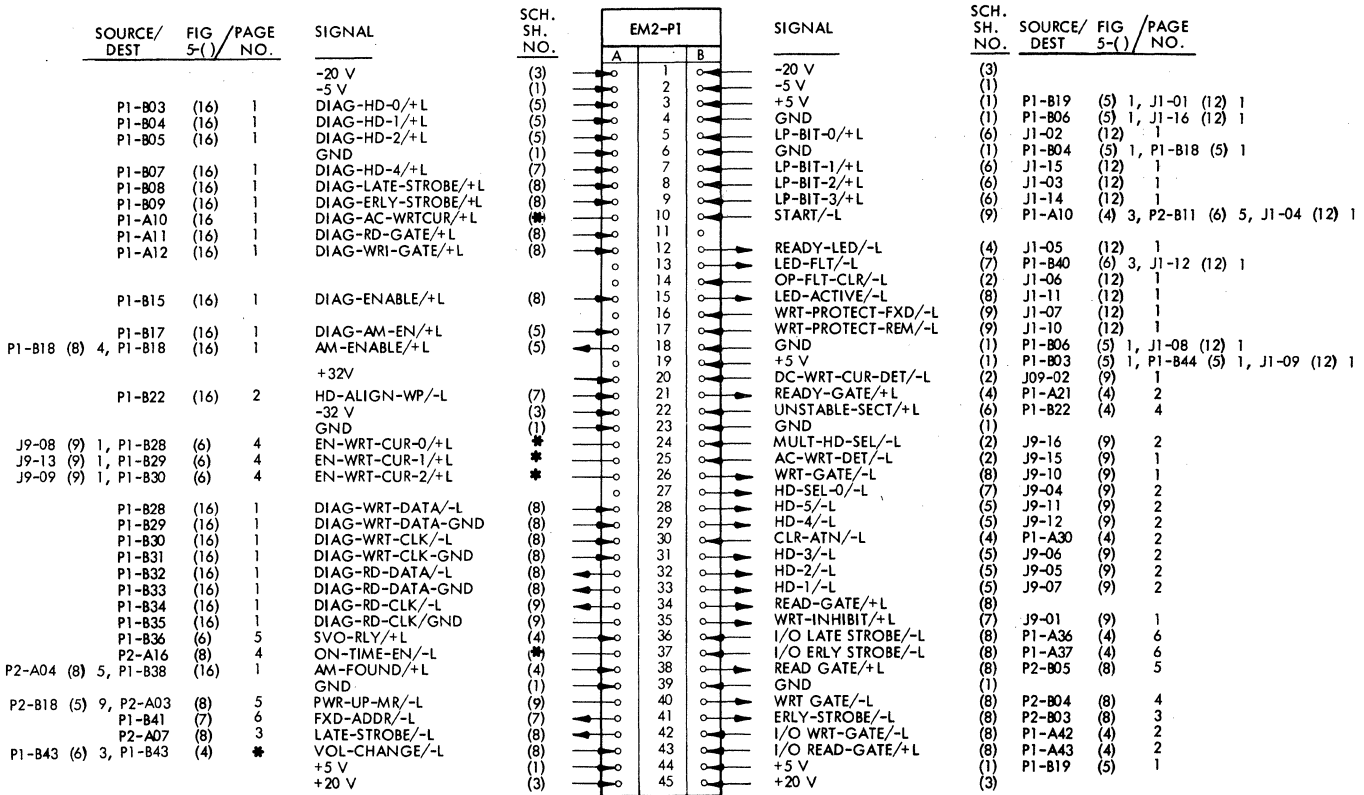 SOURCE/DEST FIG 5-( ) / PAGE NO. SIGNAL SCH. SH. NO. EM2-P1 SIGNAL SCH. SH. NO. SOURCE/DEST FIG 5-( ) / PAGE NO.
A B
-20 V (3) 1 -20 V (3)
-5 V (1) 2 -5 V (1)
P1-B03 (16) 1 DIAG-HD-0/+L (5) 3 +5 V (1) P1-B19 (5) 1, J1-01 (12) 1
P1-B04 (16) 1 DIAG-HD-1/+L (5) 4 GND (1) P1-B06 (5) 1, J1-16 (12) 1
P1-B05 (16) 1 DIAG-HD-2/+L (5) 5 LP-BIT-0/+L (6) J1-02 (12) 1
GND (1) 6 GND (1) P1-B04 (5) 1, P1-B18 (5) 1
P1-B07 (16) 1 DIAG-HD-4/+L (7) 7 LP-BIT-1/+L (6) J1-15 (12) 1
P1-B08 (16) 1 DIAG-LATE-STROBE/+L (8) 8 LP-BIT-2/+L (6) J1-03 (12) 1
P1-B09 (16) 1 DIAG-ERLY-STROBE/+L (8) 9 LP-BIT-3/+L (6) J1-14 (12) 1
P1-A10 (16 1 DIAG-AC-WRTCUR/+L (*) 10 START/-L (9) P1-A10 (4) 3, P2-B11 (6) 5, J1-04 (12) 1
P1-A11 (16) 1 DIAG-RD-GATE/+L (8) 11
P1-A12 (16) 1 DIAG-WRI-GATE/+L (8) 12 READY-LED/-L (4) J1-05 (12) 1
13 LED-FLT/-L (7) P1-B40 (6) 3, J1-12 (12) 1
14 OP-FLT-CLR/-L (2) J1-06 (12) 1
P1-B15 (16) 1 DIAG-ENABLE/+L (8) 15 LED-ACTIVE/-L (8) J1-11 (12) 1
16 WRT-PROTECT-FXD/-L (9) J1-07 (12) 1
P1-B17 (16) 1 DIAG-AM-EN/+L (5) 17 WRT-PROTECT-REM/-L (9) J1-10 (12) 1
P1-B18 (8) 4, P1-B18 (16) 1 AM-ENABLE/+L (5) 18 GND (1) P1-B06 (5) 1, J1-08 (12) 1
19 +5 V (1) P1-B03 (5) 1, P1-B44 (5) 1, J1-09 (12) 1
+32V 20 DC-WRT-CUR-DET/-L (2) J09-02 (9) 1
P1-B22 (16) 2 HD-ALIGN-WP/-L (7) 21 READY-GATE/+L (4) P1-A21 (4) 2
-32 V (3) 22 UNSTABLE-SECT/+L (6) P1-B22 (4) 4
GND (1) 23 GND (1)
J9-08 (9) 1, P1-B28 (6) 4 EN-WRT-CUR-0/+L * 24 MULT-HD-SEL/-L (2) J9-16 (9) 2
J9-13 (9) 1, P1-B29 (6) 4 EN-WRT-CUR-1/+L * 25 AC-WRT-DET/-L (2) J9-15 (9) 1
J9-09 (9) 1, P1-B30 (6) 4 EN-WRT-CUR-2/+L * 26 WRT-GATE/-L (8) J9-10 (9) 1
27 HD-SEL-0/-L (7) J9-04 (9) 2
P1-B28 (16) 1 DIAG-WRT-DATA/-L (8) 28 HD-5/-L (5) J9-11 (9) 2
P1-B29 (16) 1 DIAG-WRT-DATA-GND (8) 29 HD-4/-L (5) J9-12 (9) 2
P1-B30 (16) 1 DIAG-WRT-CLK/-L (8) 30 CLR-ATN/-L (4) P1-A30 (4) 2
P1-B31 (16) 1 DIAG-WRT-CLK-GND (8) 31 HD-3/-L (5) J9-06 (9) 2
P1-B32 (16) 1 DIAG-RD-DATA/-L (8) 32 HD-2/-L (5) J9-05 (9) 2
P1-B33 (16) 1 DIAG-RD-DATA-GND (8) 33 HD-1/-L (5) J9-07 (9) 2
P1-B34 (16) 1 DIAG-RD-CLK/-L (9) 34 READ-GATE/+L (8)
P1-B35 (16) 1 DIAG-RD-CLK/GND (9) 35 WRT-INHIBIT/+L (7) J9-01 (9) 1
P1-B36 (6) 5 SVO-RLY/+L (4) 36 I/O LATE STROBE/-L (8) P1-A36 (4) 6
P2-A16 (8) 4 ON-TIME-EN/-L (*) 37 I/O ERLY STROBE/-L (8) P1-A37 (4) 6
P2-A04 (8) 5, P1-B38 (16) 1 AM-FOUND/+L (4) 38 READ GATE/+L (8) P2-B05 (8) 5
GND (1) 39 GND (1)
P2-B18 (5) 9, P2-A03 (8) 5 PWR-UP-MR/-L (9) 40 WRT GATE/-L (8) P2-B04 (8) 4
P1-B41 (7) 6 FXD-ADDR/-L (7) 41 ERLY-STROBE/-L (8) P2-B03 (8) 3
P2-A07 (8) 3 LATE-STROBE/-L (8) 42 I/O WRT-GATE/-L (8) P1-A42 (4) 2
P1-B43 (6) 3, P1-B43 (4) * VOL-CHANGE/-L (8) 43 I/O READ-GATE/+L (8) P1-A43 (4) 2
+5 V (1) 44 +5 V (1) P1-B19 (5) 1
+20 V (3) 45 +20 V (3)